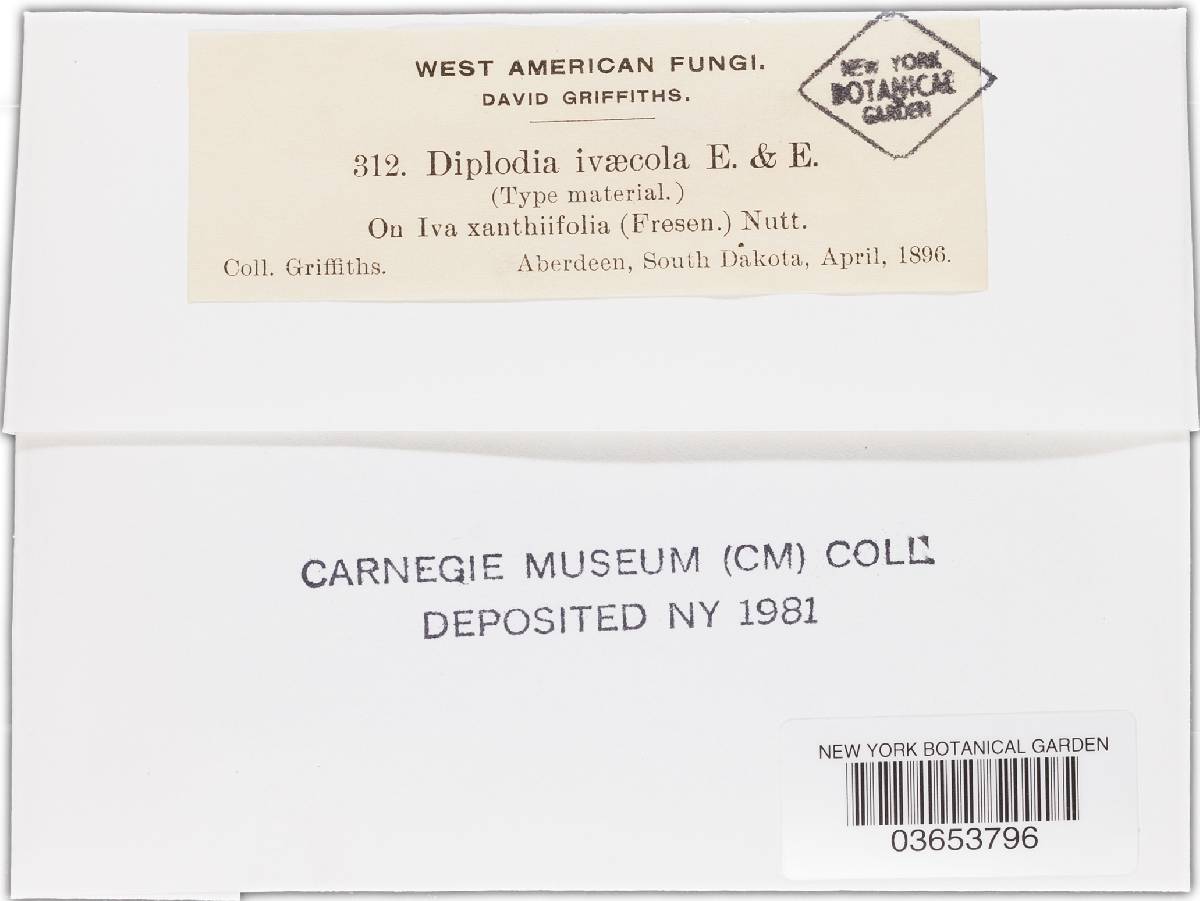 WEST AMERICAN FUNGI.
DAVID GRIFFITHS.
NEW YORK
BOTANICAL
GARDEN
312. Diplodia ivæcola E. & E.
(Type material.)
On Iva xanthiifolia (Fresen.) Nutt.
Coll. Griffiths. Aberdeen, South Dakota, April, 1896.
CARNEGIE MUSEUM (CM) COLL.
DEPOSITED NY 1981
NEW YORK BOTANICAL GARDEN
03653796